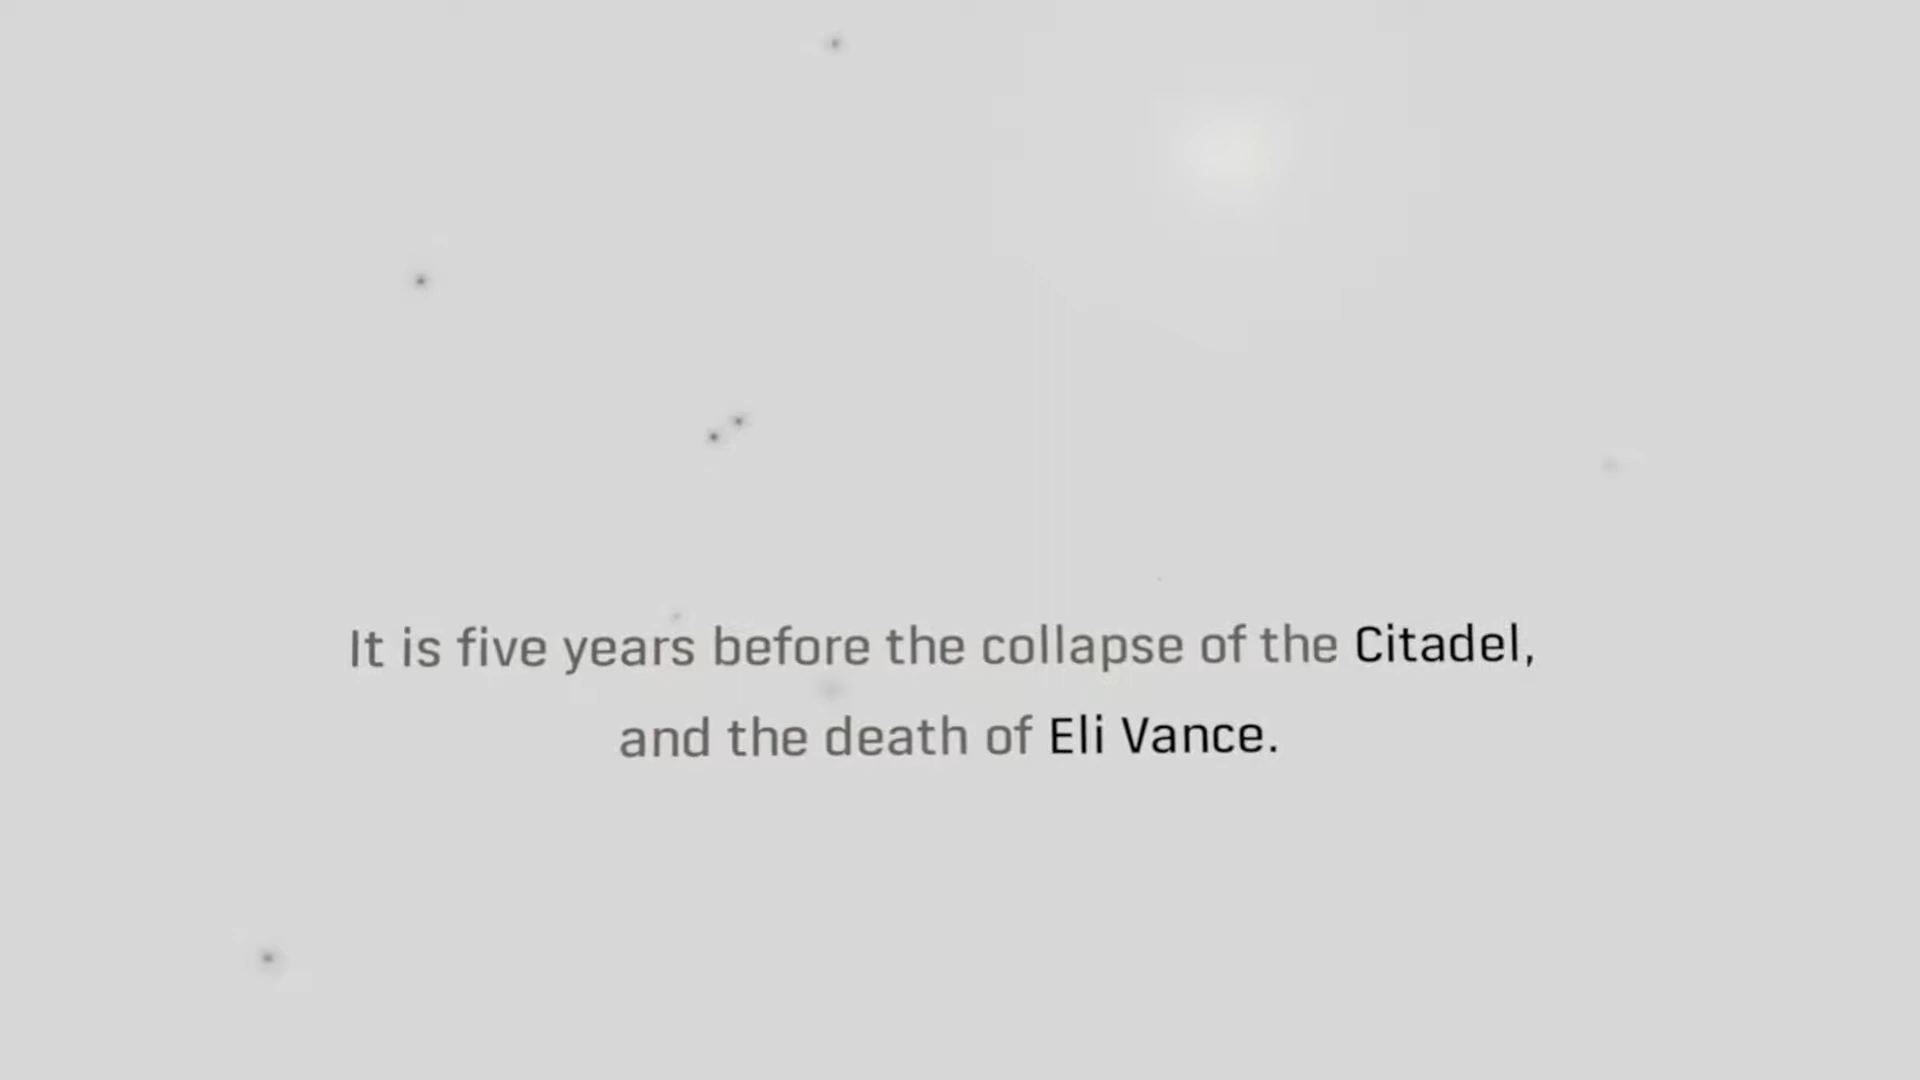 It is five years before the collapse of the Citadel,
and the death of Eli Vance.